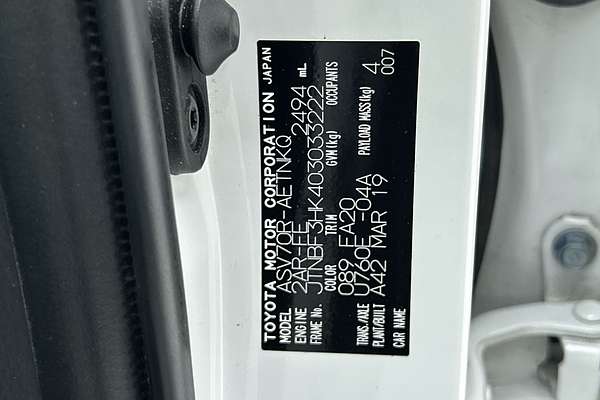 TOYOTA MOTOR CORPORATION JAPAN
MODEL ASV70R-AETNKQ
ENGINE 2AR-FE 2494 mL
FRAME No. JTNBF3HK403033222
COLOR TRIM GVM(kg) OCCUPANTS
089 FA20 4
TRANS./AXLE U760E -04A PAYLOAD MASS(kg) 007
PLANT/BUILT A42 MAR 19
CAR NAME